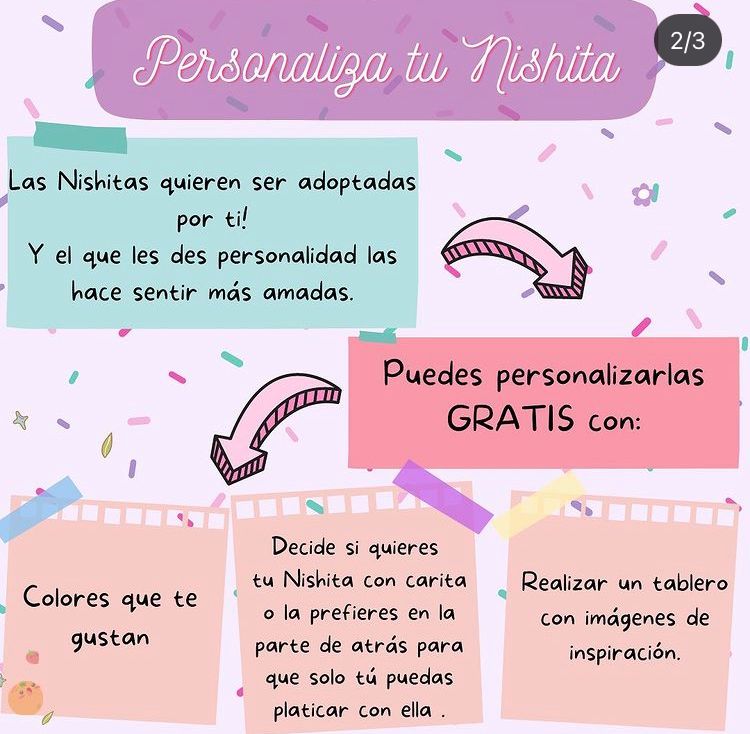 Personaliza tu Nishita
2/3
Las Nishitas quieren ser adoptadas
por ti!
Y el que les des personalidad las
hace sentir más amadas.
Puedes personalizarlas
GRATIS con:
Colores que te
gustan
Decide si quieres
tu Nishita con carita
o la prefieres en la
parte de atrás para
que solo tú puedas
platicar con ella .
Realizar un tablero
con imágenes de
inspiración.